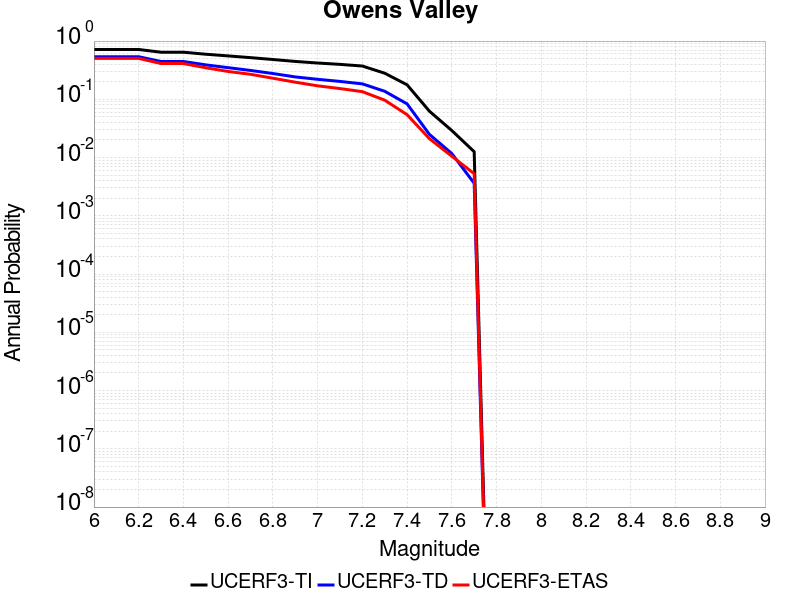 Owens Valley
10^0
10^-1
10^-2
10^-3
10^-4
10^-5
10^-6
10^-7
10^-8
Annual Probability
6 6.2 6.4 6.6 6.8 7 7.2 7.4 7.6 7.8 8 8.2 8.4 8.6 8.8 9
Magnitude
UCERF3-TI UCERF3-TD UCERF3-ETAS